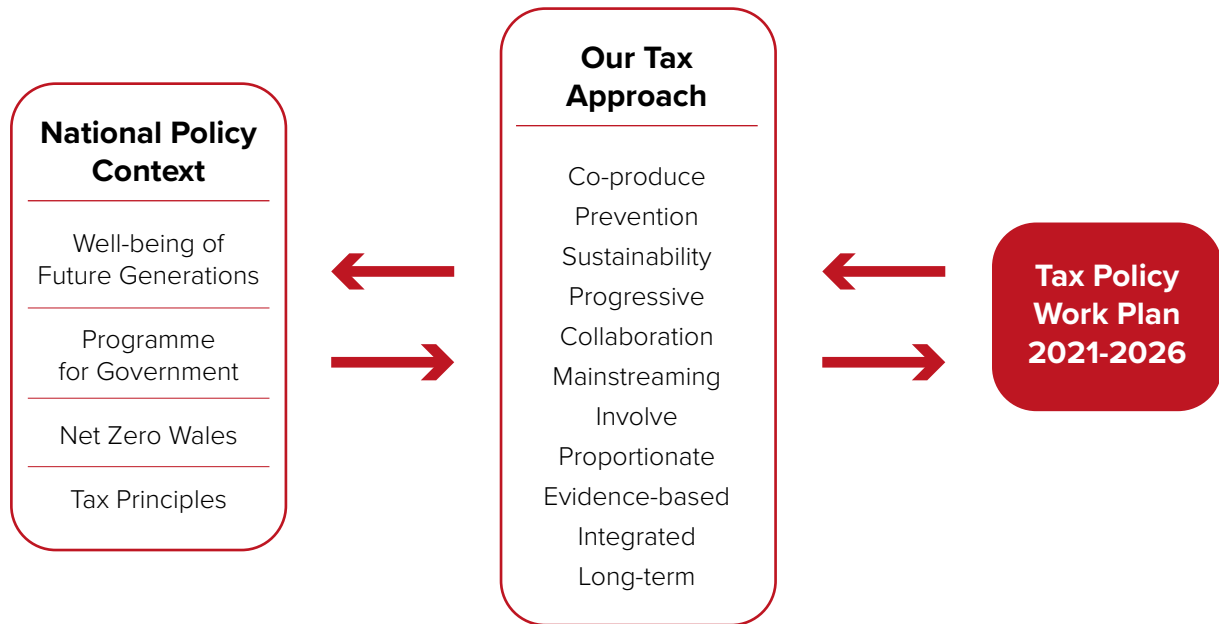 National Policy
Context
Well-being of
Future Generations
Programme
for Government
Net Zero Wales
Tax Principles
Our Tax
Approach
Co-produce
Prevention
Sustainability
Progressive
Collaboration
Mainstreaming
Involve
Proportionate
Evidence-based
Integrated
Long-term
Tax Policy
Work Plan
2021-2026